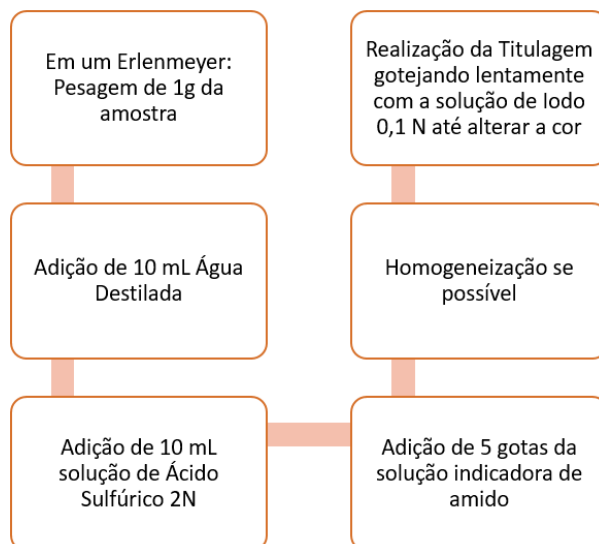 Em um Erlenmeyer:
Pesagem de 1g da
amostra
Adição de 10 mL Água
Destilada
Adição de 10 mL
solução de Ácido
Sulfúrico 2N
Adição de 5 gotas da
solução indicadora de
amido
Homogeneização se
possível
Realização da Titulagem
gotejando lentamente
com a solução de Iodo
0,1 N até alterar a cor